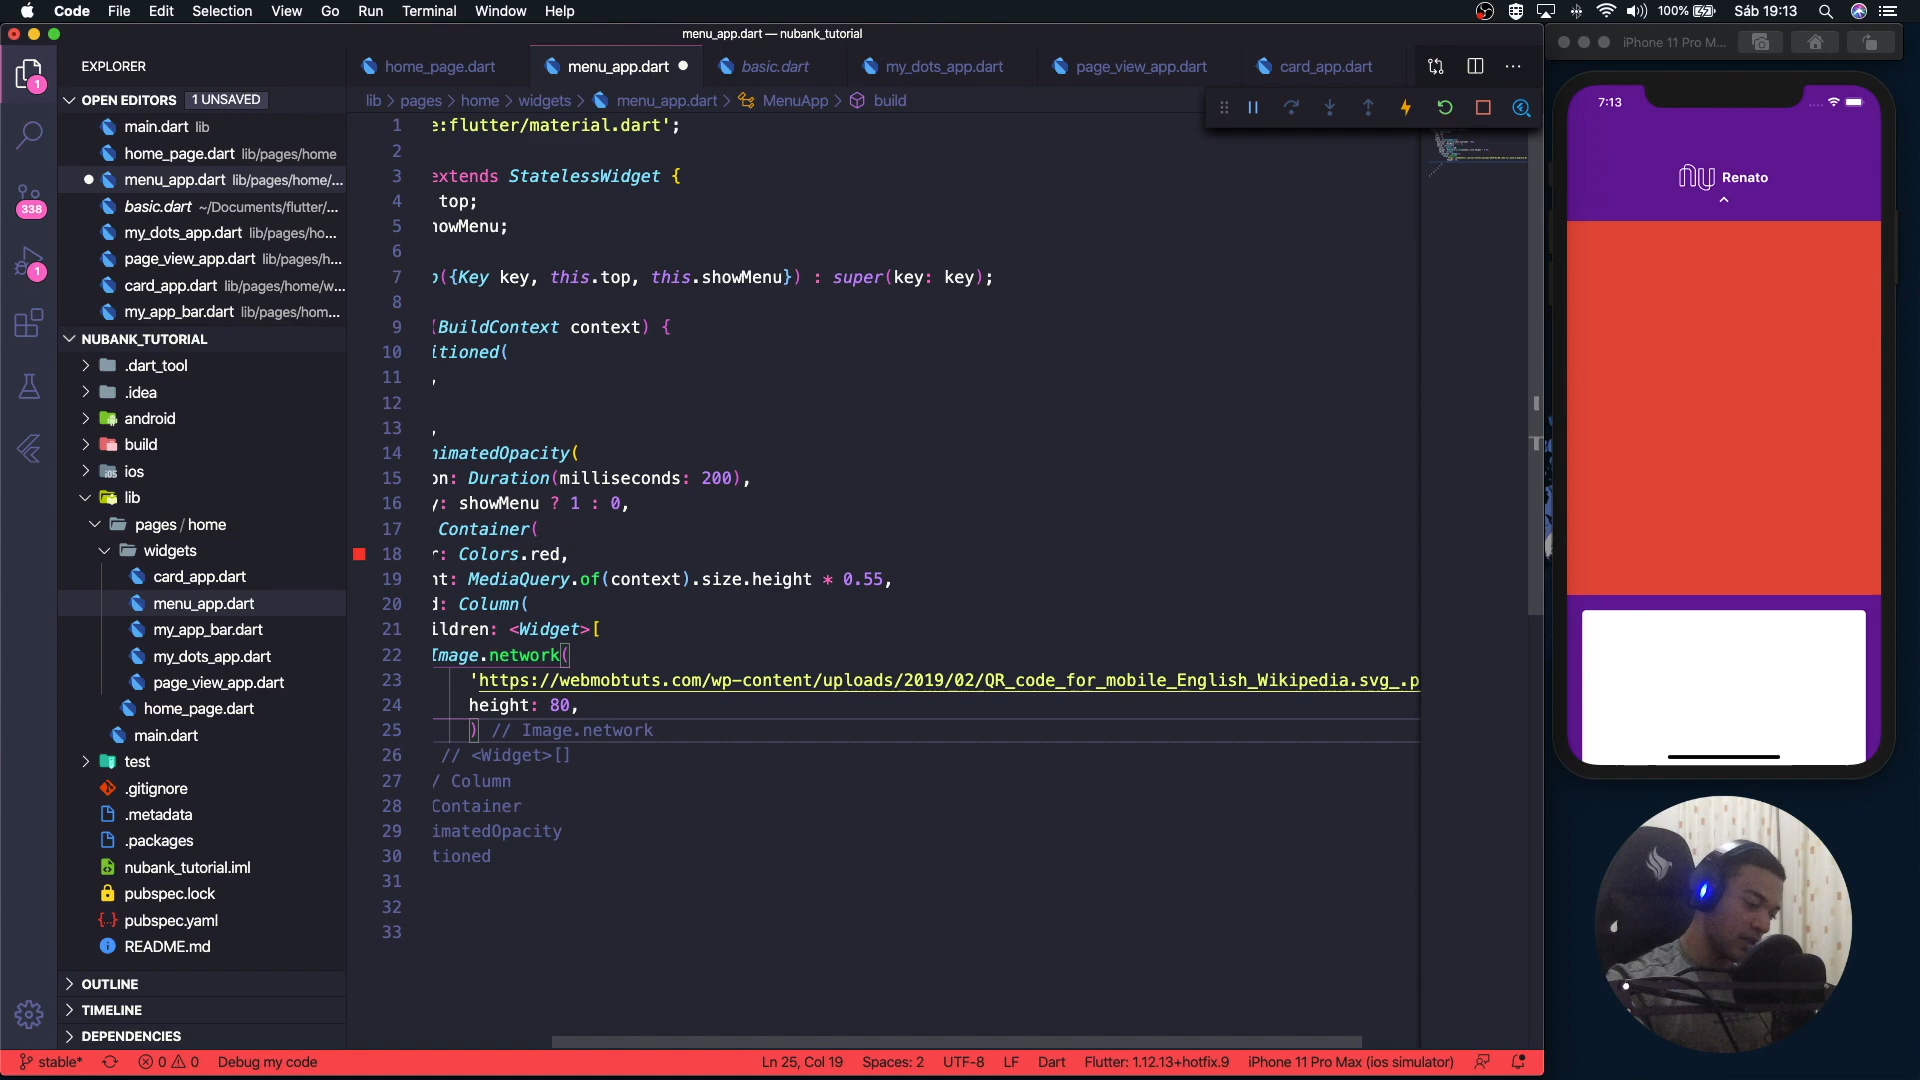 Code File Edit Selection View Go Run Terminal Window Help 100% Sáb 19:13
menu_app.dart — nubank_tutorial
iPhone 11 Pro M...
EXPLORER
home_page.dart menu_app.dart basic.dart my_dots_app.dart page_view_app.dart card_app.dart
lib > pages > home > widgets > menu_app.dart > MenuApp > build
OPEN EDITORS 1 UNSAVED
main.dart lib
home_page.dart lib/pages/home
menu_app.dart lib/pages/home/...
basic.dart ~/Documents/flutter/...
my_dots_app.dart lib/pages/ho...
page_view_app.dart lib/pages/h...
card_app.dart lib/pages/home/w...
my_app_bar.dart lib/pages/hom...
1
338
1
NUBANK_TUTORIAL
.dart_tool
.idea
android
build
ios
lib
pages / home
widgets
card_app.dart
menu_app.dart
my_app_bar.dart
my_dots_app.dart
page_view_app.dart
home_page.dart
main.dart
test
.gitignore
.metadata
.packages
nubank_tutorial.iml
pubspec.lock
pubspec.yaml
README.md
OUTLINE
TIMELINE
DEPENDENCIES
1 e:flutter/material.dart';
2
3 extends StatelessWidget {
4 top;
5 howMenu;
6
7 p({Key key, this.top, this.showMenu}) : super(key: key);
8
9 (BuildContext context) {
10 itioned(
11 ,
12
13 ,
14 nimatedOpacity(
15 on: Duration(milliseconds: 200),
16 y: showMenu ? 1 : 0,
17 Container(
18 r: Colors.red,
19 ht: MediaQuery.of(context).size.height * 0.55,
20 d: Column(
21 ildren: <Widget>[
22 Image.network(
23 'https://webmobtuts.com/wp-content/uploads/2019/02/QR_code_for_mobile_English_Wikipedia.svg_.p
24 height: 80,
25 ) // Image.network
26 // <Widget>[]
27 / Column
28 Container
29 imatedOpacity
30 tioned
31
32
33
7:13
nu Renato
stable* 0 0 Debug my code Ln 25, Col 19 Spaces: 2 UTF-8 LF Dart Flutter: 1.12.13+hotfix.9 iPhone 11 Pro Max (ios simulator)